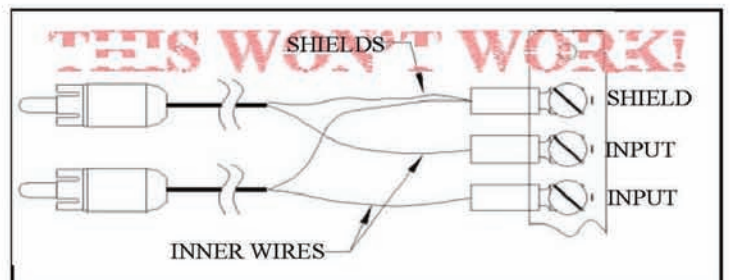 THIS WON'T WORK!
SHIELDS
SHIELD
INPUT
INPUT
INNER WIRES